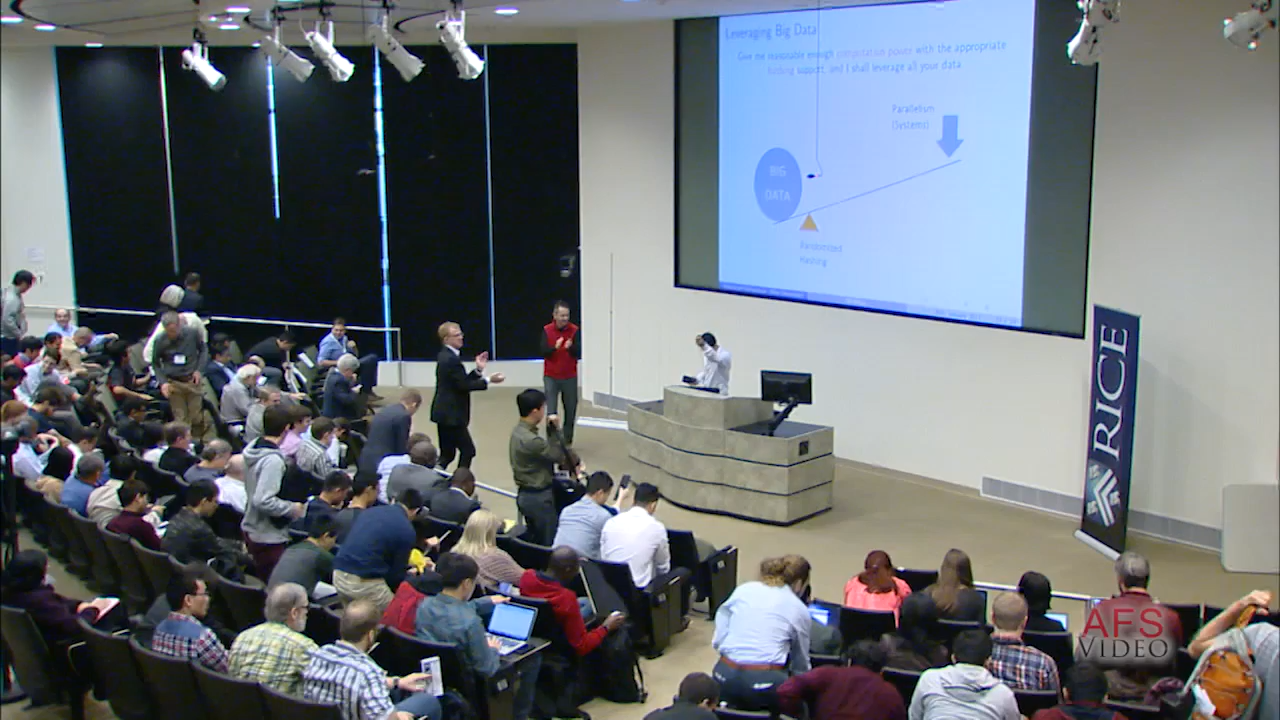 Leveraging Big Data
Give me reasonable enough computation power with the appropriate
hashing support, and I shall leverage all your data
Parallelism
(Systems)
BIG
DATA
Randomized
Hashing
RICE
AFS
VIDEO